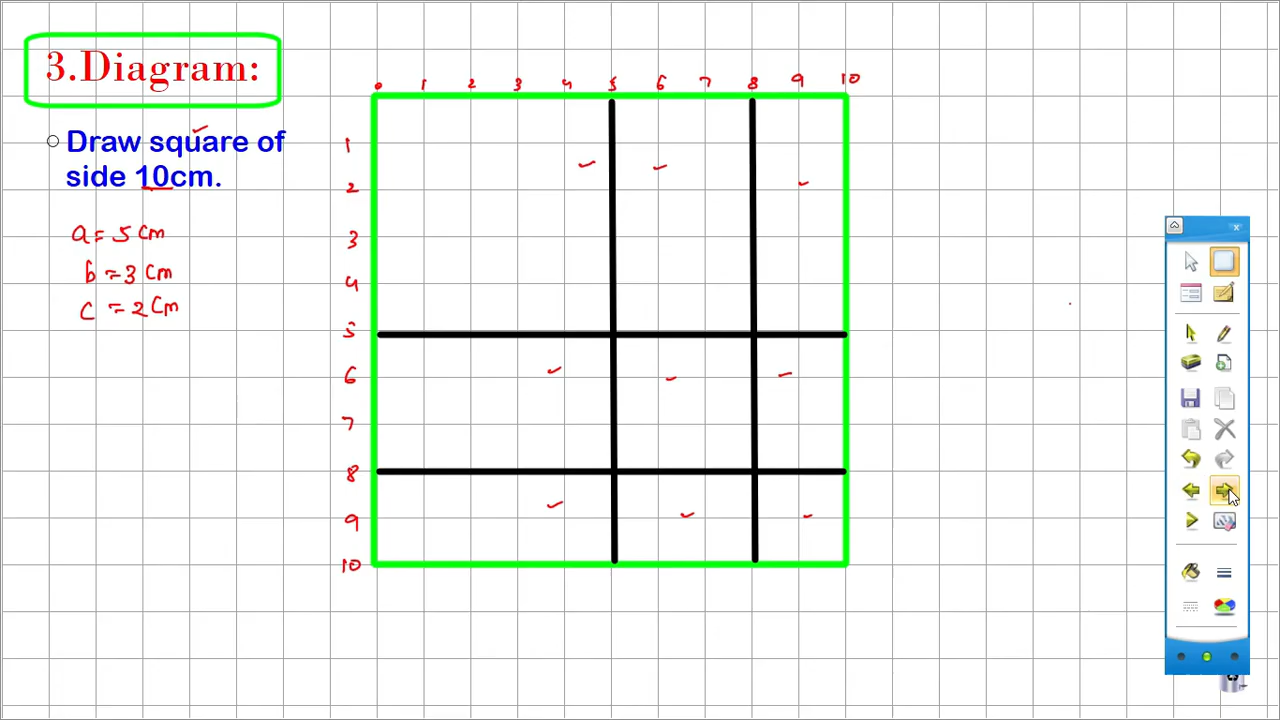 3.Diagram:
Draw square of
side 10cm.
a = 5 cm
b = 3 cm
c = 2 cm
0 1 2 3 4 5 6 7 8 9 10
1
2
3
4
5
6
7
8
9
10